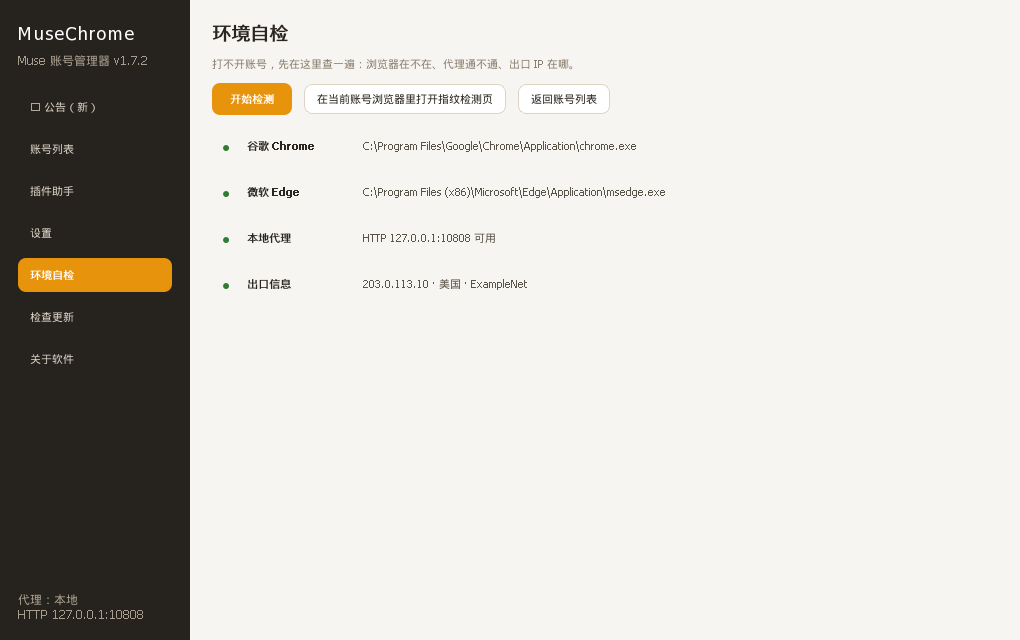 MuseChrome
Muse 账号管理器 v1.7.2
公告（新）
账号列表
插件助手
设置
环境自检
检查更新
关于软件
代理：本地
HTTP 127.0.0.1:10808
环境自检
打不开账号，先在这里查一遍：浏览器在不在、代理通不通、出口 IP 在哪。
开始检测
在当前账号浏览器里打开指纹检测页
返回账号列表
谷歌 Chrome C:\Program Files\Google\Chrome\Application\chrome.exe
微软 Edge C:\Program Files (x86)\Microsoft\Edge\Application\msedge.exe
本地代理 HTTP 127.0.0.1:10808 可用
出口信息 203.0.113.10 · 美国 · ExampleNet